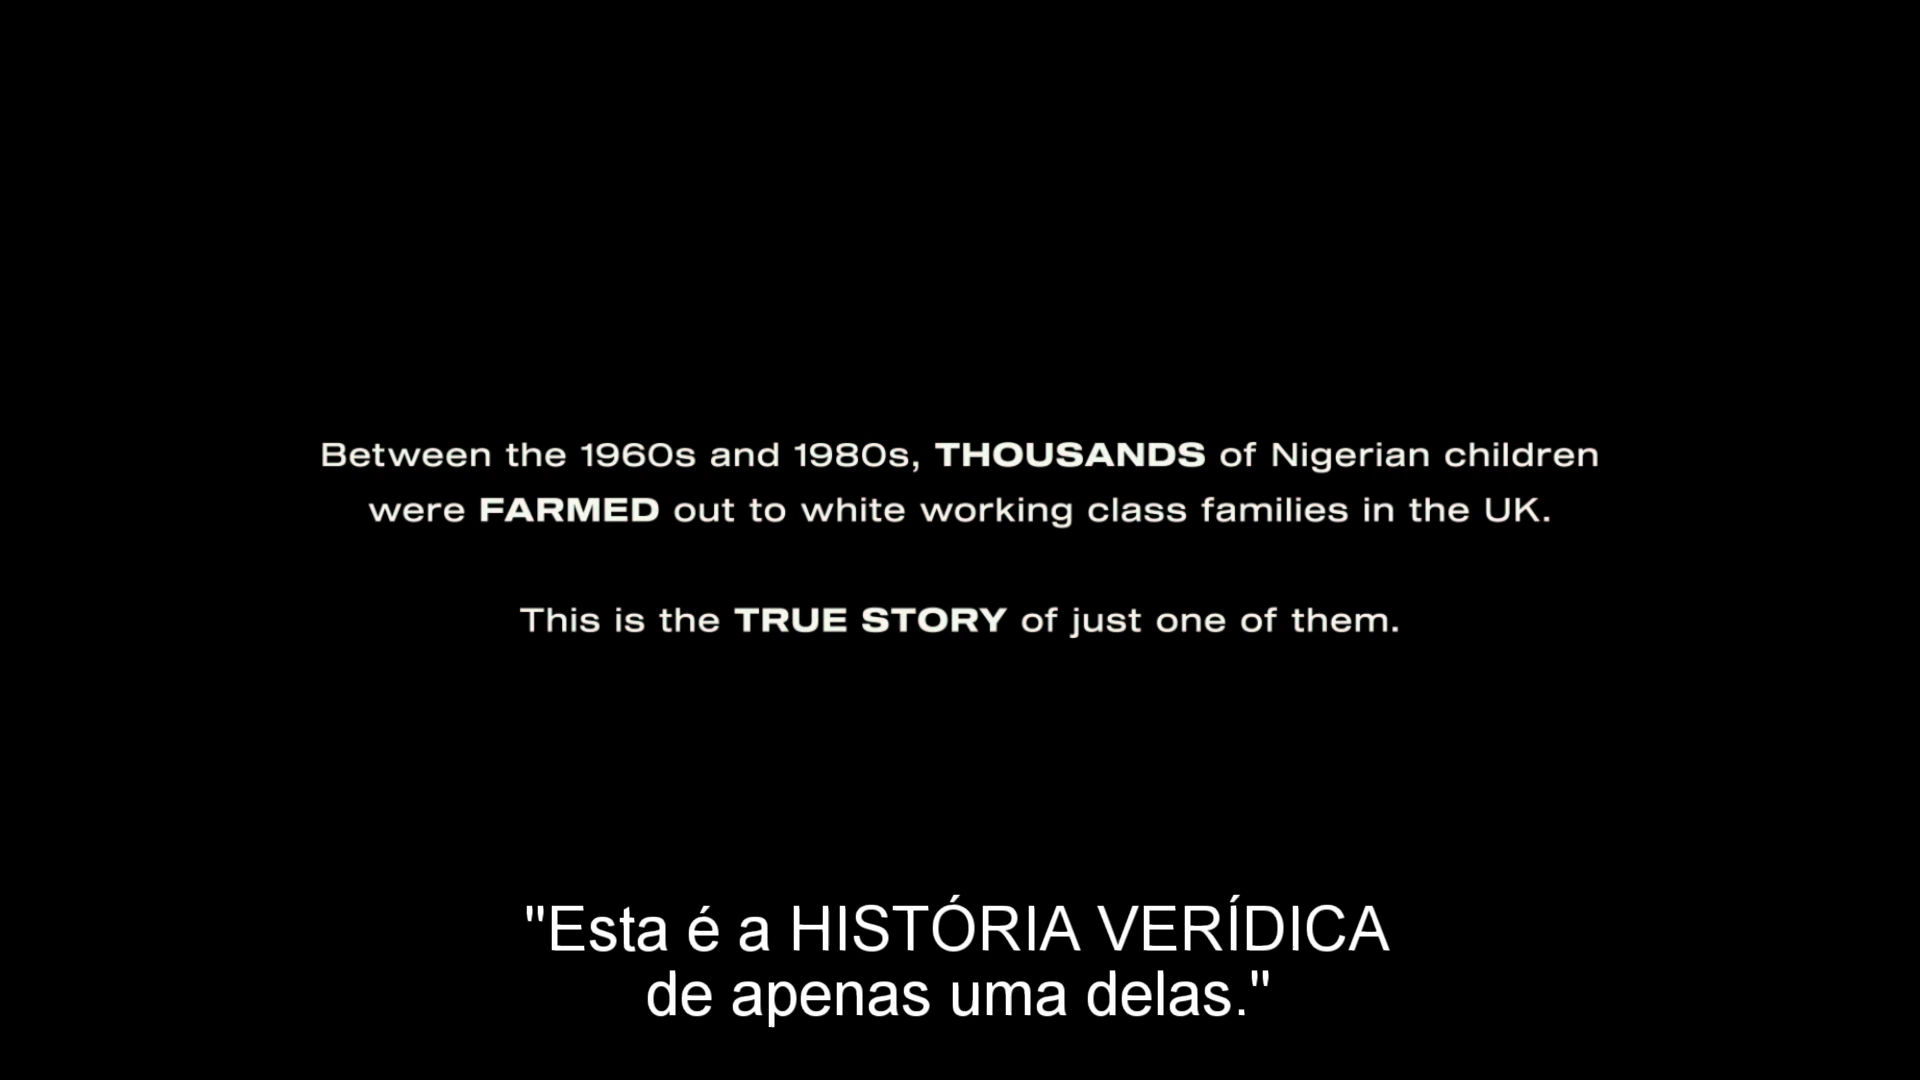 Between the 1960s and 1980s, THOUSANDS of Nigerian children
were FARMED out to white working class families in the UK.
This is the TRUE STORY of just one of them.
"Esta é a HISTÓRIA VERÍDICA
de apenas uma delas."